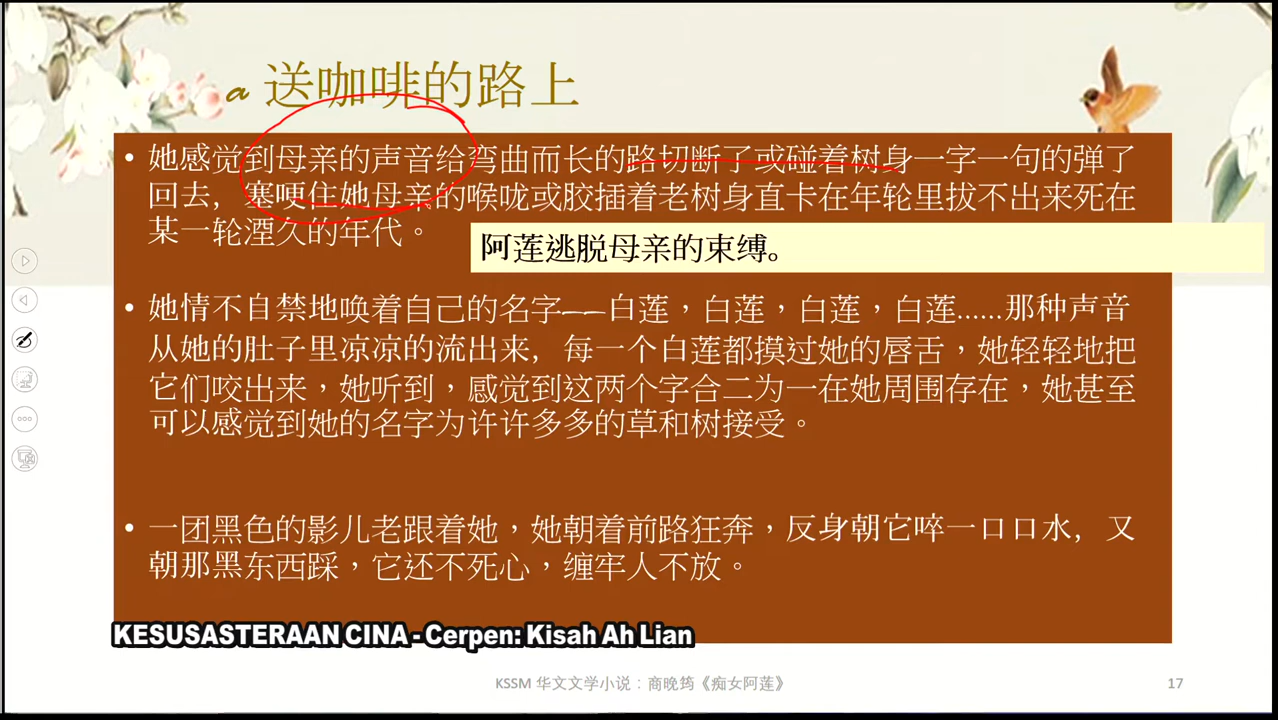 a 送咖啡的路上
• 她感觉到母亲的声音给弯曲而长的路切断了或碰着树身一字一句的弹了
回去，塞哽住她母亲的喉咙或胶插着老树身直卡在年轮里拔不出来死在
某一轮湮久的年代。
阿莲逃脱母亲的束缚。
• 她情不自禁地唤着自己的名字——白莲，白莲，白莲，白莲……那种声音
从她的肚子里凉凉的流出来，每一个白莲都摸过她的唇舌，她轻轻地把
它们咬出来，她听到，感觉到这两个字合二为一在她周围存在，她甚至
可以感觉到她的名字为许许多多的草和树接受。
• 一团黑色的影儿老跟着她，她朝着前路狂奔，反身朝它啐一口口水，又
朝那黑东西踩，它还不死心，缠牢人不放。
KESUSASTERAAN CINA - Cerpen: Kisah Ah Lian
KSSM 华文文学小说：商晚筠《痴女阿莲》
17